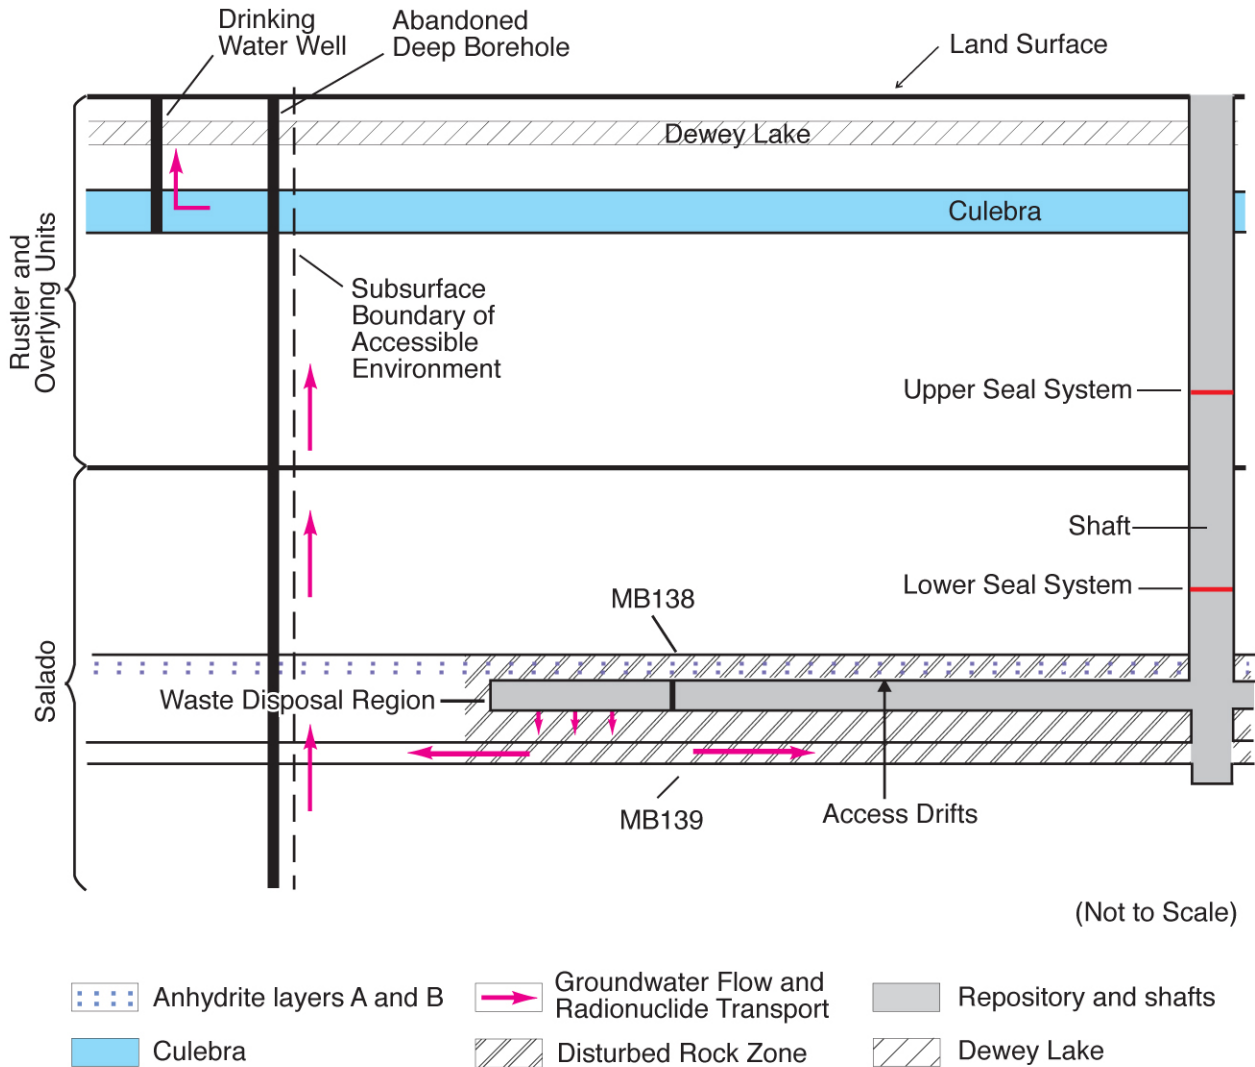 Drinking
Water Well
Abandoned
Deep Borehole
Land Surface
Dewey Lake
Culebra
Rustler and
Overlying Units
Subsurface
Boundary of
Accessible
Environment
Upper Seal System
Shaft
Lower Seal System
MB138
Salado
Waste Disposal Region
MB139
Access Drifts
(Not to Scale)
Anhydrite layers A and B
Groundwater Flow and
Radionuclide Transport
Repository and shafts
Culebra
Disturbed Rock Zone
Dewey Lake